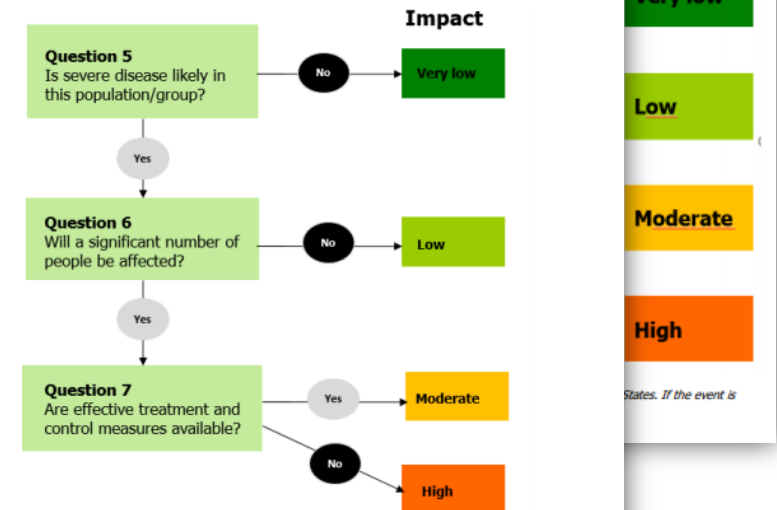 Impact
Question 5
Is severe disease likely in
this population/group?
No
Very low
Yes
Question 6
Will a significant number of
people be affected?
No
Low
Yes
Question 7
Are effective treatment and
control measures available?
Yes
Moderate
No
High
Very low
Low
Moderate
High
States. If the event is